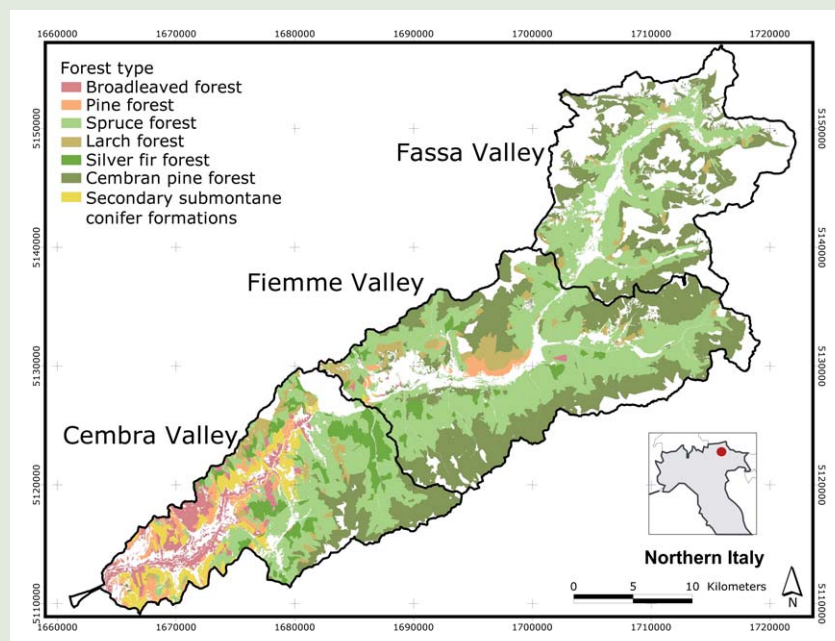 1660000 1670000 1680000 1690000 1700000 1710000 1720000
Forest type
Broadleaved forest
Pine forest
Spruce forest
Larch forest
Silver fir forest
Cembran pine forest
Secondary submontane
conifer formations
Fassa Valley
Fiemme Valley
Cembra Valley
5150000
5140000
5130000
5120000
5110000
5150000
5140000
5130000
5120000
5110000
Northern Italy
0 5 10 Kilometers
N
1660000 1670000 1680000 1690000 1700000 1710000 1720000